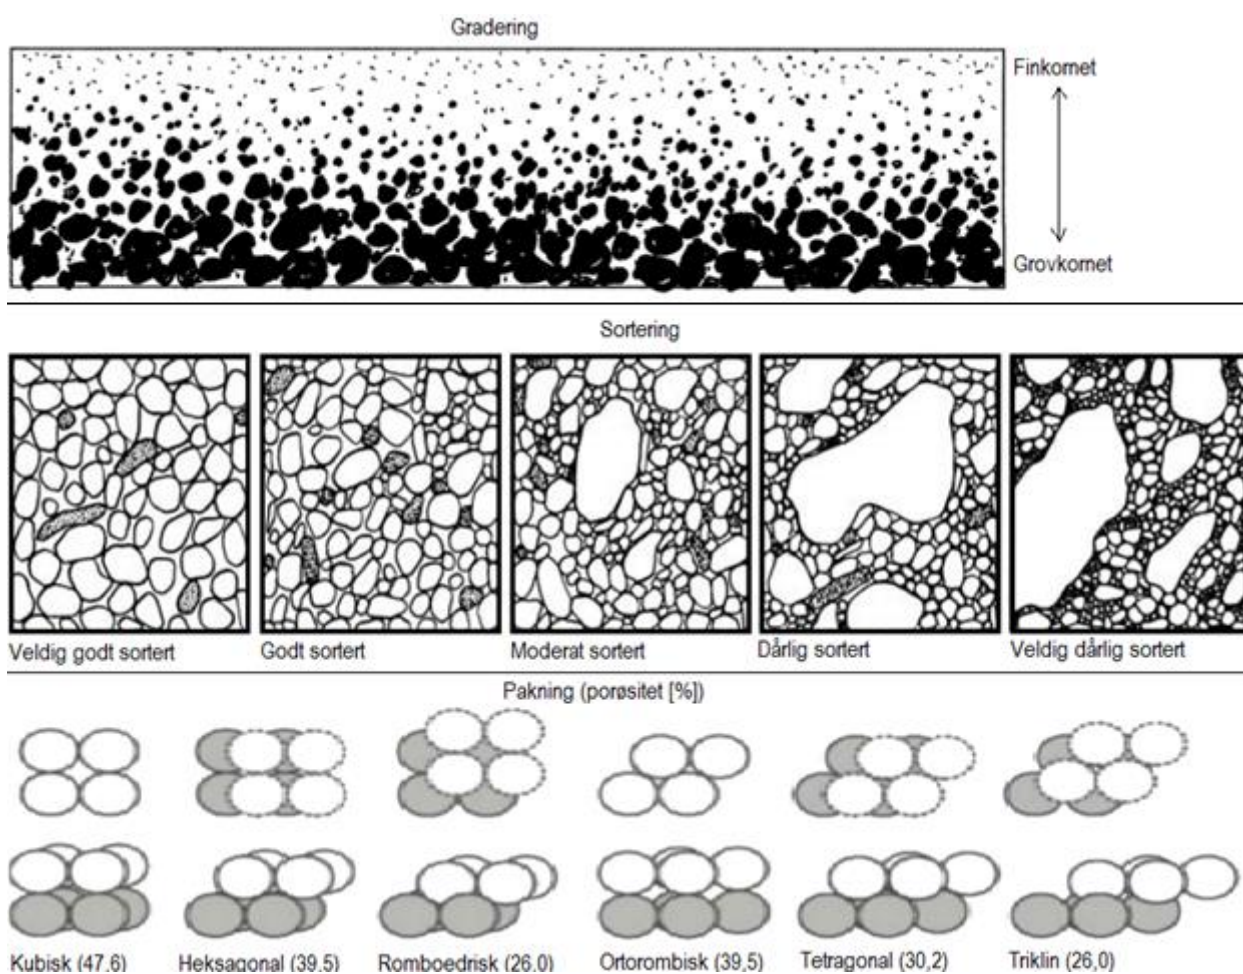 Gradering
Finkornet
Grovkornet
Sortering
Veldig godt sortert
Godt sortert
Moderat sortert
Dårlig sortert
Veldig dårlig sortert
Pakning (porøsitet [%])
Kubisk (47,6)
Heksagonal (39,5)
Romboedrisk (26,0)
Ortorombisk (39,5)
Tetragonal (30,2)
Triklin (26,0)